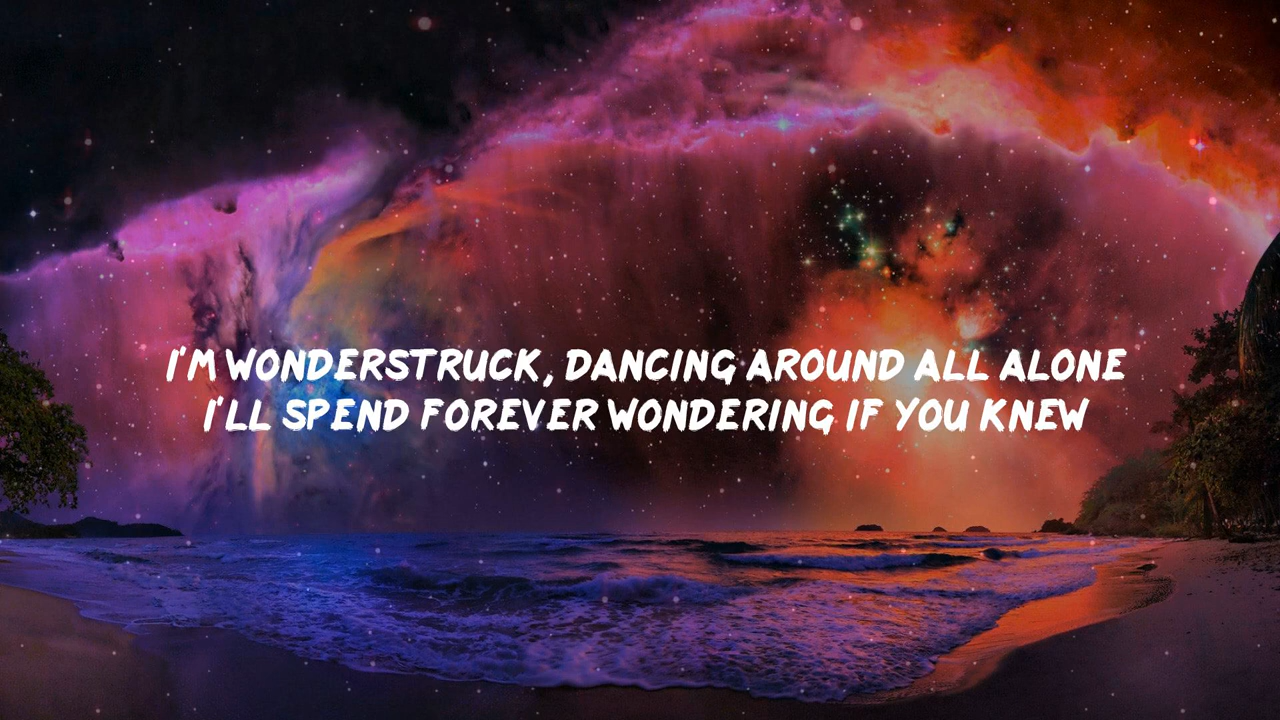 I'M WONDERSTRUCK, DANCING AROUND ALL ALONE
I'LL SPEND FOREVER WONDERING IF YOU KNEW